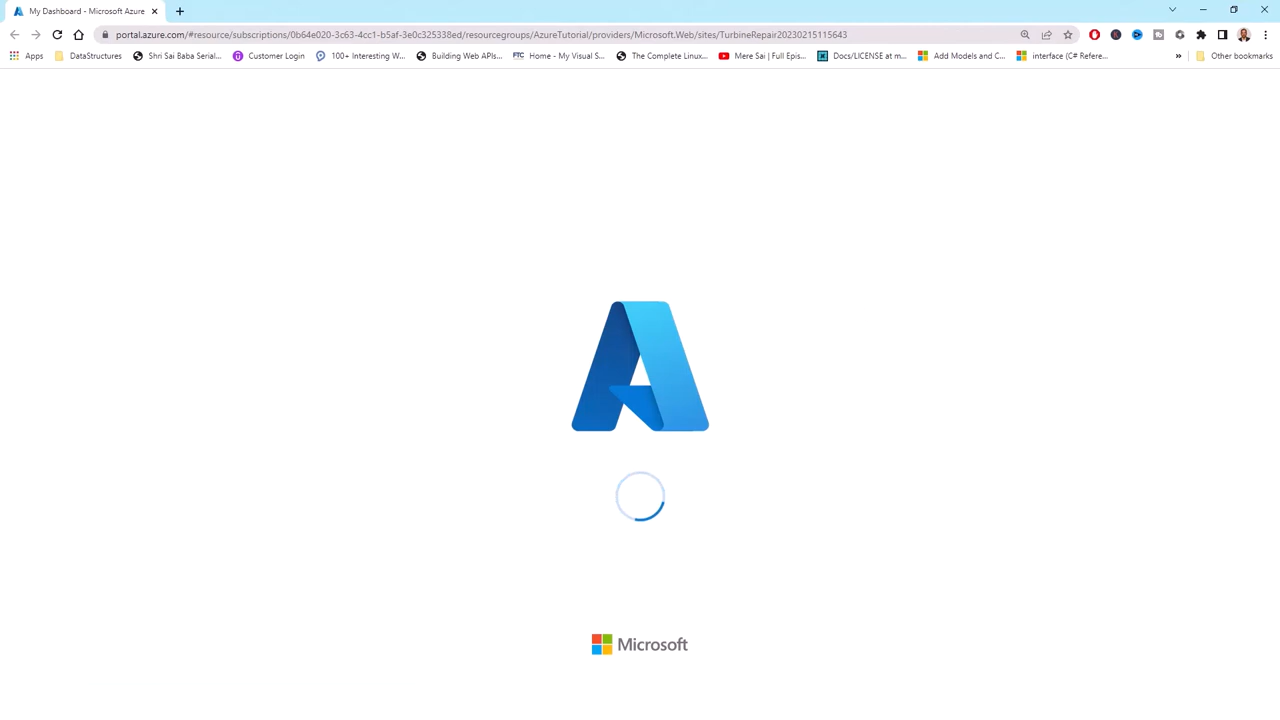 My Dashboard - Microsoft Azure
portal.azure.com/#resource/subscriptions/0b64e020-3c63-4cc1-b5af-3e0c325338ed/resourcegroups/AzureTutorial/providers/Microsoft.Web/sites/TurbineRepair20230215115643
Apps DataStructures Shri Sai Baba Serial... Customer Login 100+ Interesting W... Building Web APIs... FTC Home - My Visual S... The Complete Linux... Mere Sai | Full Epis... Docs/LICENSE at m... Add Models and C... interface (C# Refere... » Other bookmarks
Microsoft